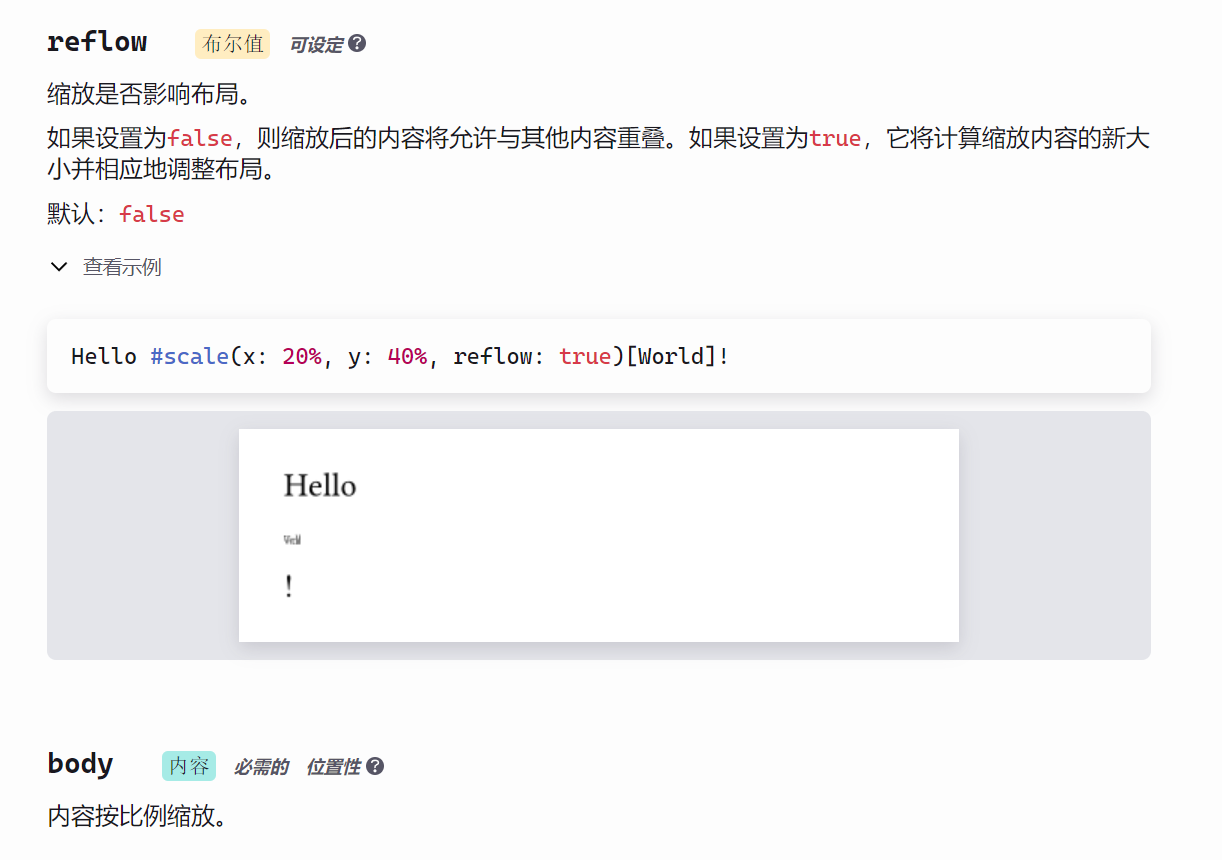 reflow 布尔值 可设定
缩放是否影响布局。
如果设置为false，则缩放后的内容将允许与其他内容重叠。如果设置为true，它将计算缩放内容的新大
小并相应地调整布局。
默认：false
查看示例
Hello #scale(x: 20%, y: 40%, reflow: true)[World]!
Hello
World
!
body 内容 必需的 位置性
内容按比例缩放。